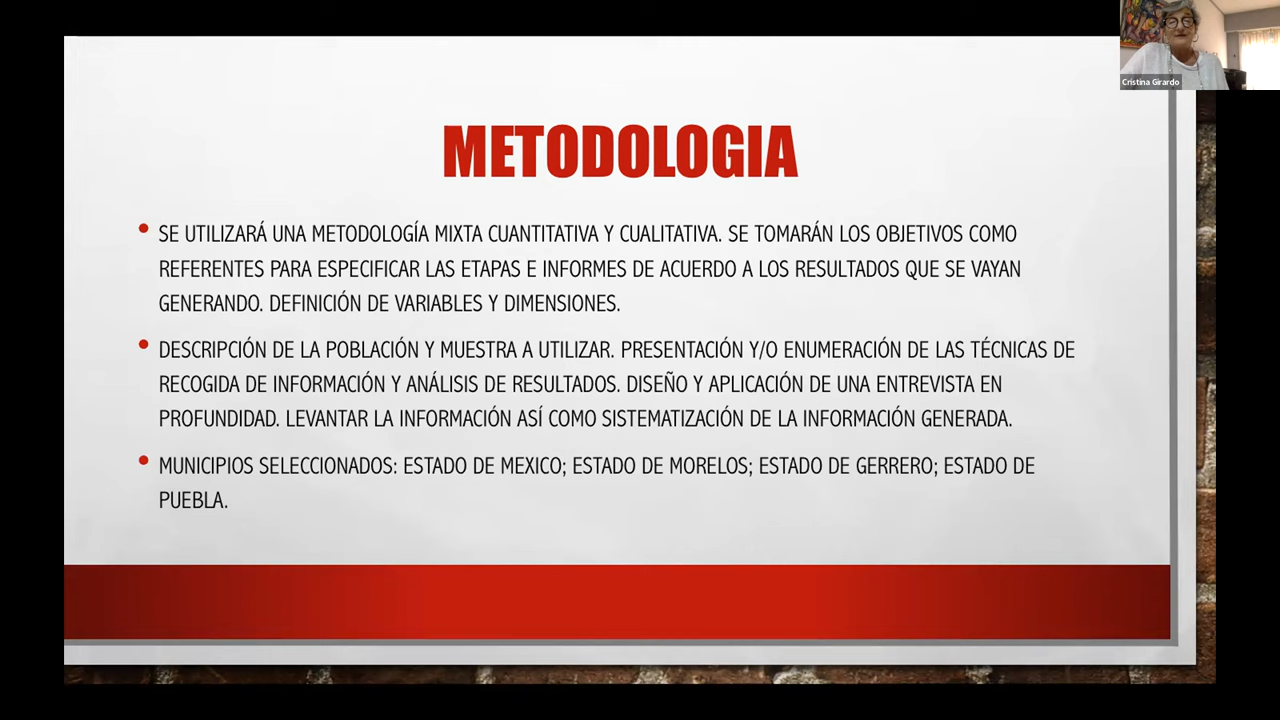 Cristina Girardo
METODOLOGIA
• SE UTILIZARÁ UNA METODOLOGÍA MIXTA CUANTITATIVA Y CUALITATIVA. SE TOMARÁN LOS OBJETIVOS COMO
REFERENTES PARA ESPECIFICAR LAS ETAPAS E INFORMES DE ACUERDO A LOS RESULTADOS QUE SE VAYAN
GENERANDO. DEFINICIÓN DE VARIABLES Y DIMENSIONES.
• DESCRIPCIÓN DE LA POBLACIÓN Y MUESTRA A UTILIZAR. PRESENTACIÓN Y/O ENUMERACIÓN DE LAS TÉCNICAS DE
RECOGIDA DE INFORMACIÓN Y ANÁLISIS DE RESULTADOS. DISEÑO Y APLICACIÓN DE UNA ENTREVISTA EN
PROFUNDIDAD. LEVANTAR LA INFORMACIÓN ASÍ COMO SISTEMATIZACIÓN DE LA INFORMACIÓN GENERADA.
• MUNICIPIOS SELECCIONADOS: ESTADO DE MEXICO; ESTADO DE MORELOS; ESTADO DE GERRERO; ESTADO DE
PUEBLA.